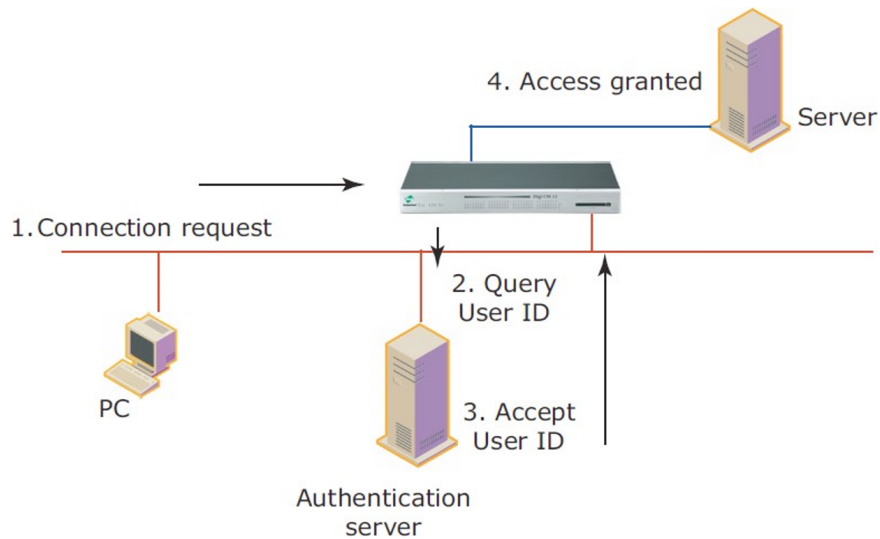 4. Access granted
Server
1. Connection request
2. Query
User ID
PC
3. Accept
User ID
Authentication
server